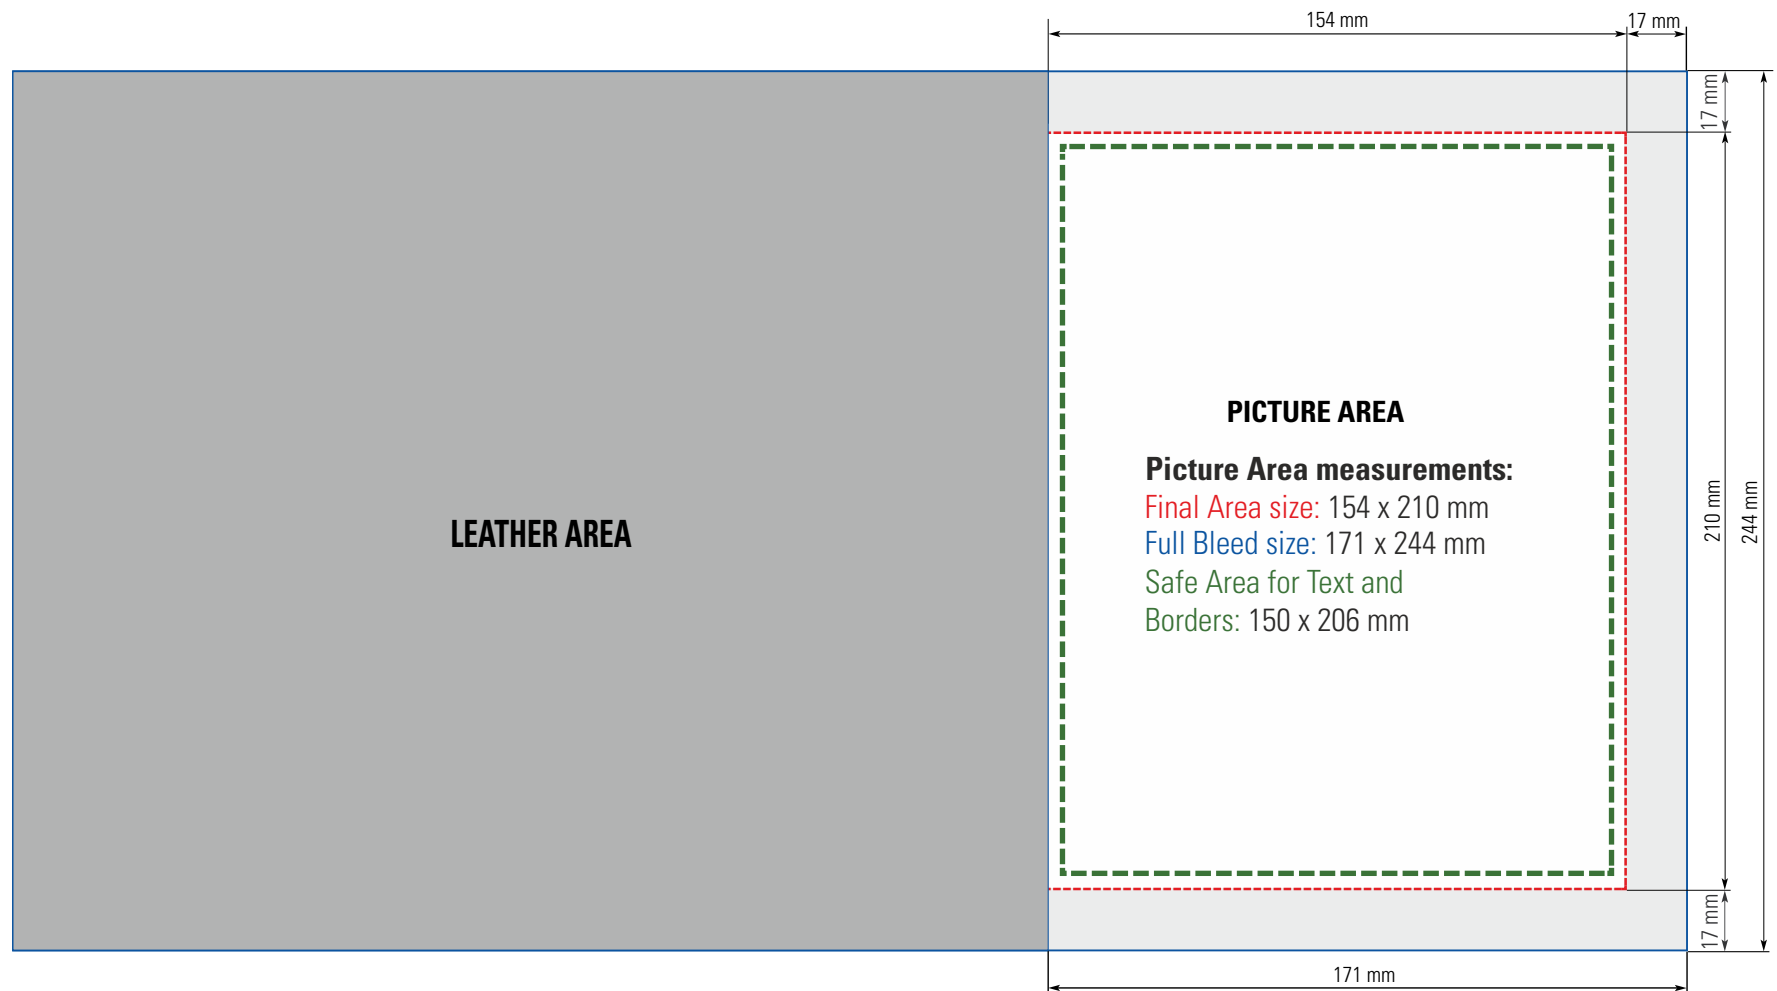 154 mm
17 mm
17 mm
LEATHER AREA
PICTURE AREA
Picture Area measurements:
Final Area size: 154 x 210 mm
Full Bleed size: 171 x 244 mm
Safe Area for Text and
Borders: 150 x 206 mm
210 mm
244 mm
17 mm
171 mm